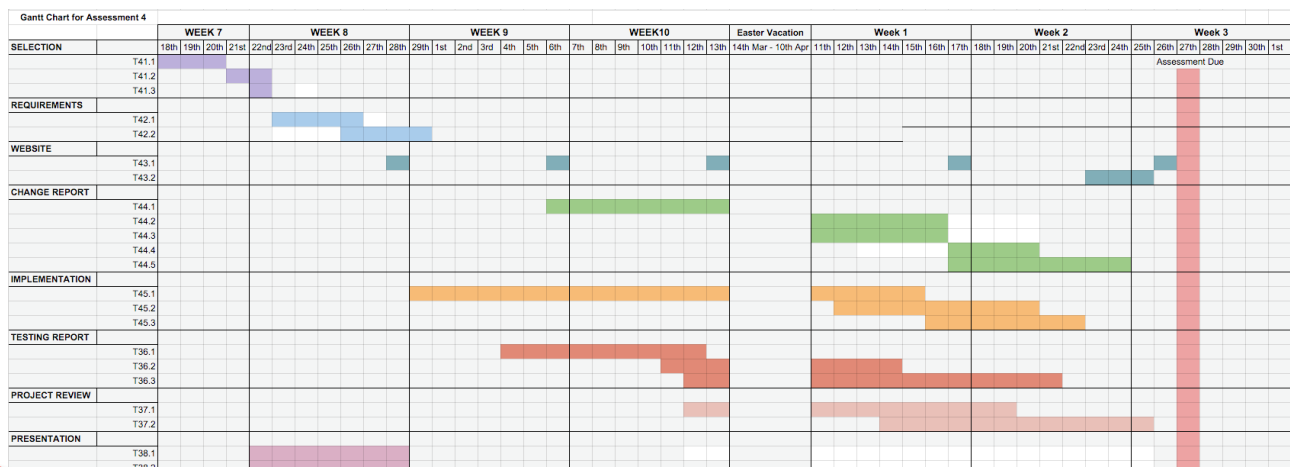 Gantt Chart for Assessment 4
WEEK 7 WEEK 8 WEEK 9 WEEK10 Easter Vacation Week 1 Week 2 Week 3
SELECTION 18th 19th 20th 21st 22nd 23rd 24th 25th 26th 27th 28th 29th 1st 2nd 3rd 4th 5th 6th 7th 8th 9th 10th 11th 12th 13th 14th Mar - 10th Apr 11th 12th 13th 14th 15th 16th 17th 18th 19th 20th 21st 22nd 23rd 24th 25th 26th 27th 28th 29th 30th 1st
T41.1 Assessment Due
T41.2
T41.3
REQUIREMENTS
T42.1
T42.2
WEBSITE
T43.1
T43.2
CHANGE REPORT
T44.1
T44.2
T44.3
T44.4
T44.5
IMPLEMENTATION
T45.1
T45.2
T45.3
TESTING REPORT
T36.1
T36.2
T36.3
PROJECT REVIEW
T37.1
T37.2
PRESENTATION
T38.1